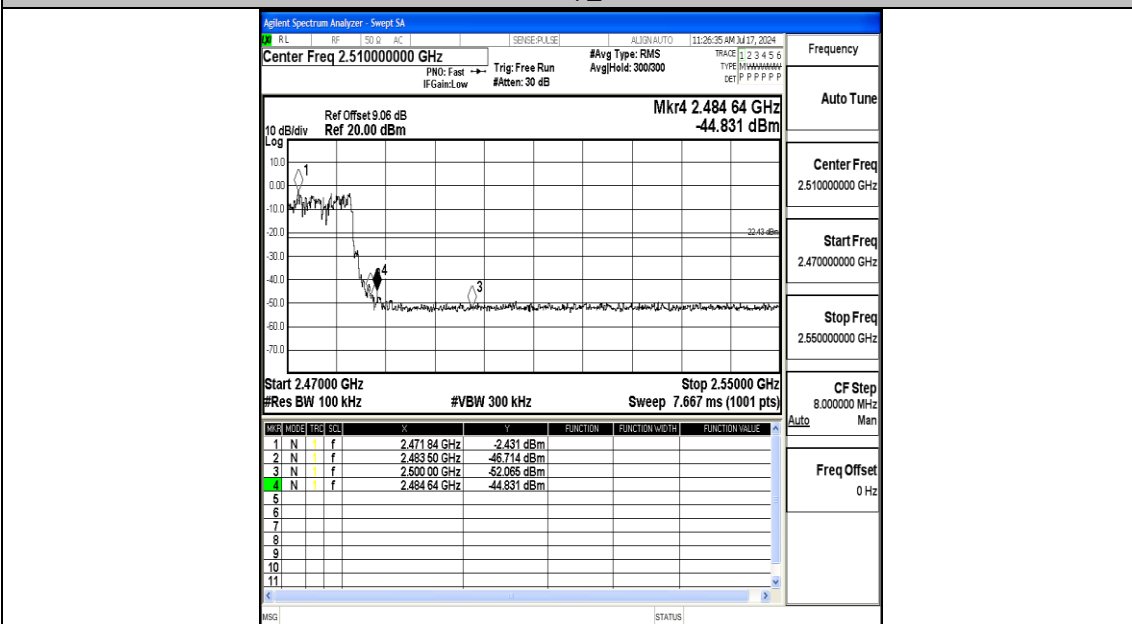 Agilent Spectrum Analyzer - Swept SA
RL RF 50 Ω AC SENSE:PULSE ALIGN AUTO 11:26:35 AM Jul 17, 2024
Center Freq 2.510000000 GHz
PNO: Fast
IFGain:Low
Trig: Free Run
#Atten: 30 dB
#Avg Type: RMS
Avg|Hold: 300/300
TRACE 1 2 3 4 5 6
TYPE MWWWWW
DET P P P P P P
Frequency
Auto Tune
Center Freq
2.510000000 GHz
Start Freq
2.470000000 GHz
Stop Freq
2.550000000 GHz
CF Step
8.000000 MHz
Auto Man
Freq Offset
0 Hz
Mkr4 2.484 64 GHz
-44.831 dBm
Ref Offset 9.06 dB
10 dB/div Ref 20.00 dBm
Log
10.0
0.00
-10.0
-20.0
-30.0
-40.0
-50.0
-60.0
-70.0
1
4
3
-22.43 dBm
Start 2.47000 GHz Stop 2.55000 GHz
#Res BW 100 kHz #VBW 300 kHz Sweep 7.667 ms (1001 pts)
MKR MODE TRC SCL X Y FUNCTION FUNCTION WIDTH FUNCTION VALUE
1 N 1 f 2.471 84 GHz -2.431 dBm
2 N 1 f 2.483 50 GHz -46.714 dBm
3 N 1 f 2.500 00 GHz -52.065 dBm
4 N 1 f 2.484 64 GHz -44.831 dBm
5
6
7
8
9
10
11
MSG STATUS